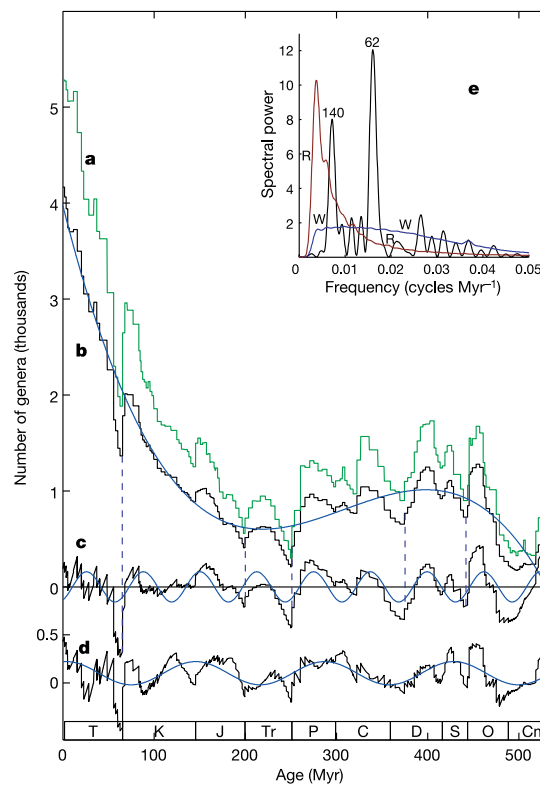 12
10
8
6
4
2
Spectral power
140
62
e
R
W
W
R
0 0.01 0.02 0.03 0.04 0.05
Frequency (cycles Myr⁻¹)
5
4
3
2
1
0
0.5
0
Number of genera (thousands)
a
b
c
d
T K J Tr P C D S O Cm
0 100 200 300 400 500
Age (Myr)